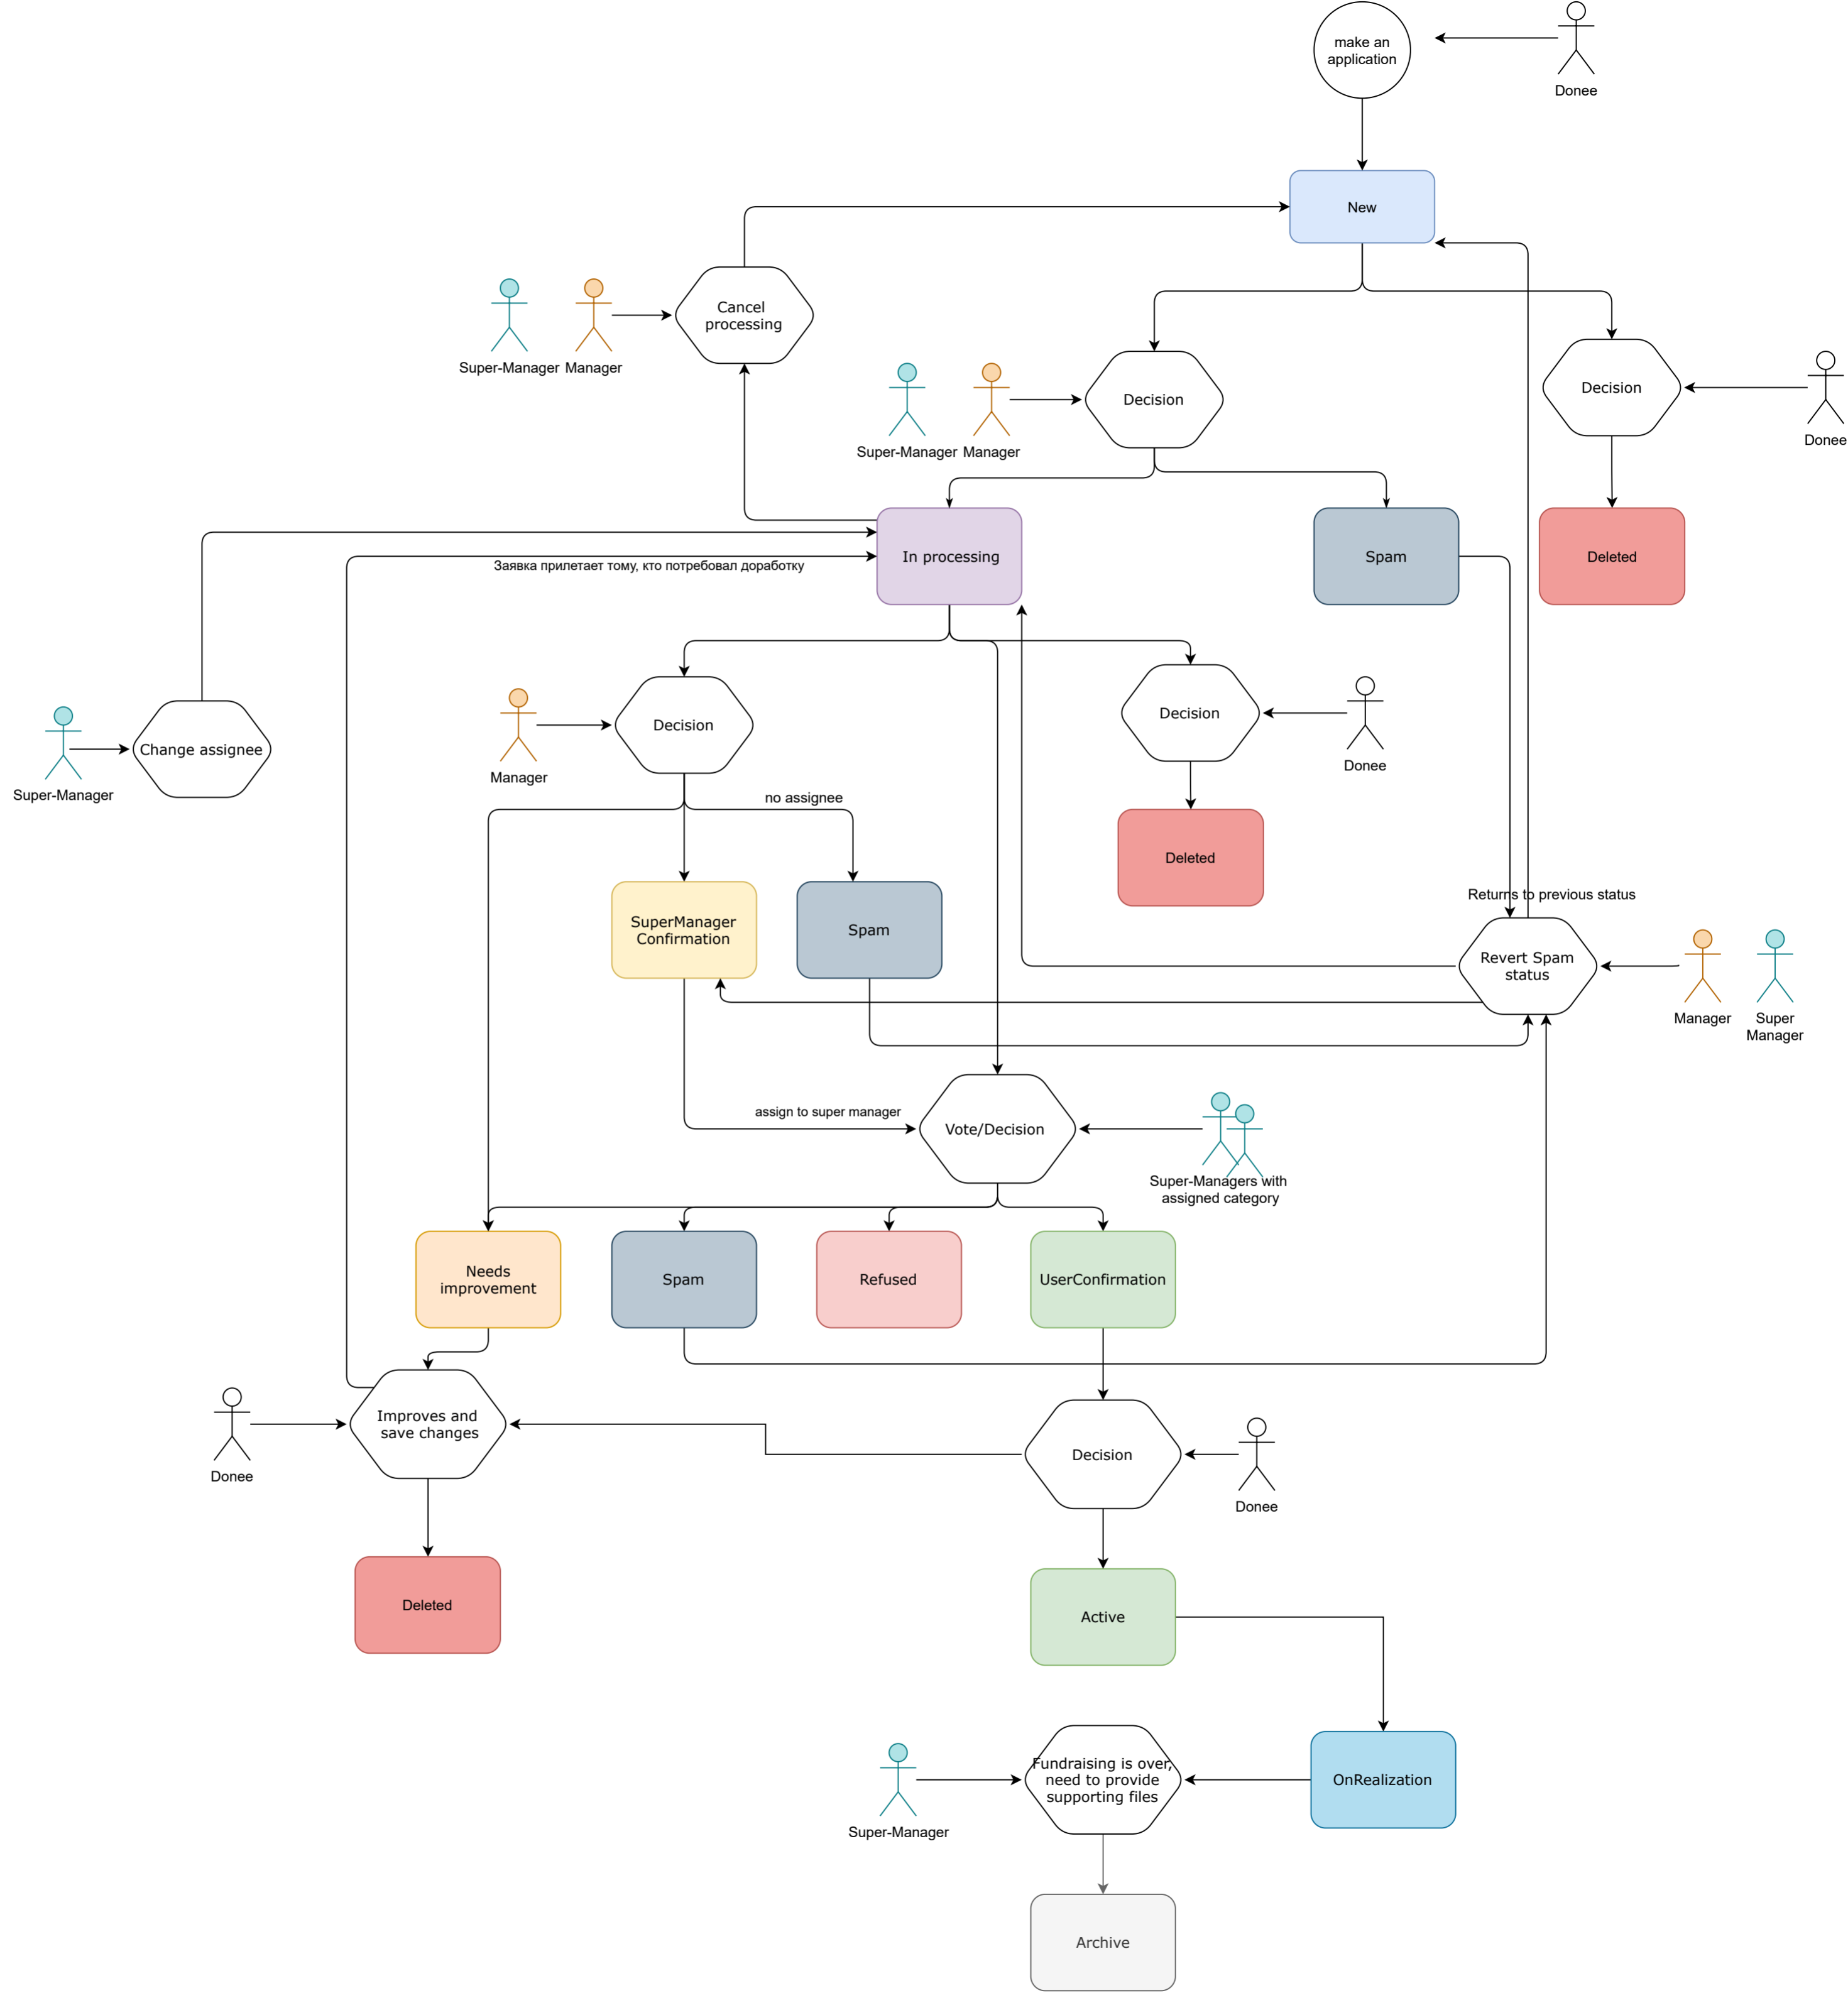 make an
application
Donee
New
Cancel
processing
Super-Manager
Manager
Decision
Super-Manager
Manager
Decision
Donee
In processing
Spam
Deleted
Заявка прилетает тому, кто потребовал доработку
Change assignee
Super-Manager
Decision
Manager
Decision
Donee
no assignee
Deleted
Returns to previous status
SuperManager
Confirmation
Spam
Revert Spam
status
Manager
Super
Manager
assign to super manager
Vote/Decision
Super-Managers with
assigned category
Needs
improvement
Spam
Refused
UserConfirmation
Improves and
save changes
Donee
Decision
Donee
Deleted
Active
Fundraising is over,
need to provide
supporting files
OnRealization
Super-Manager
Archive